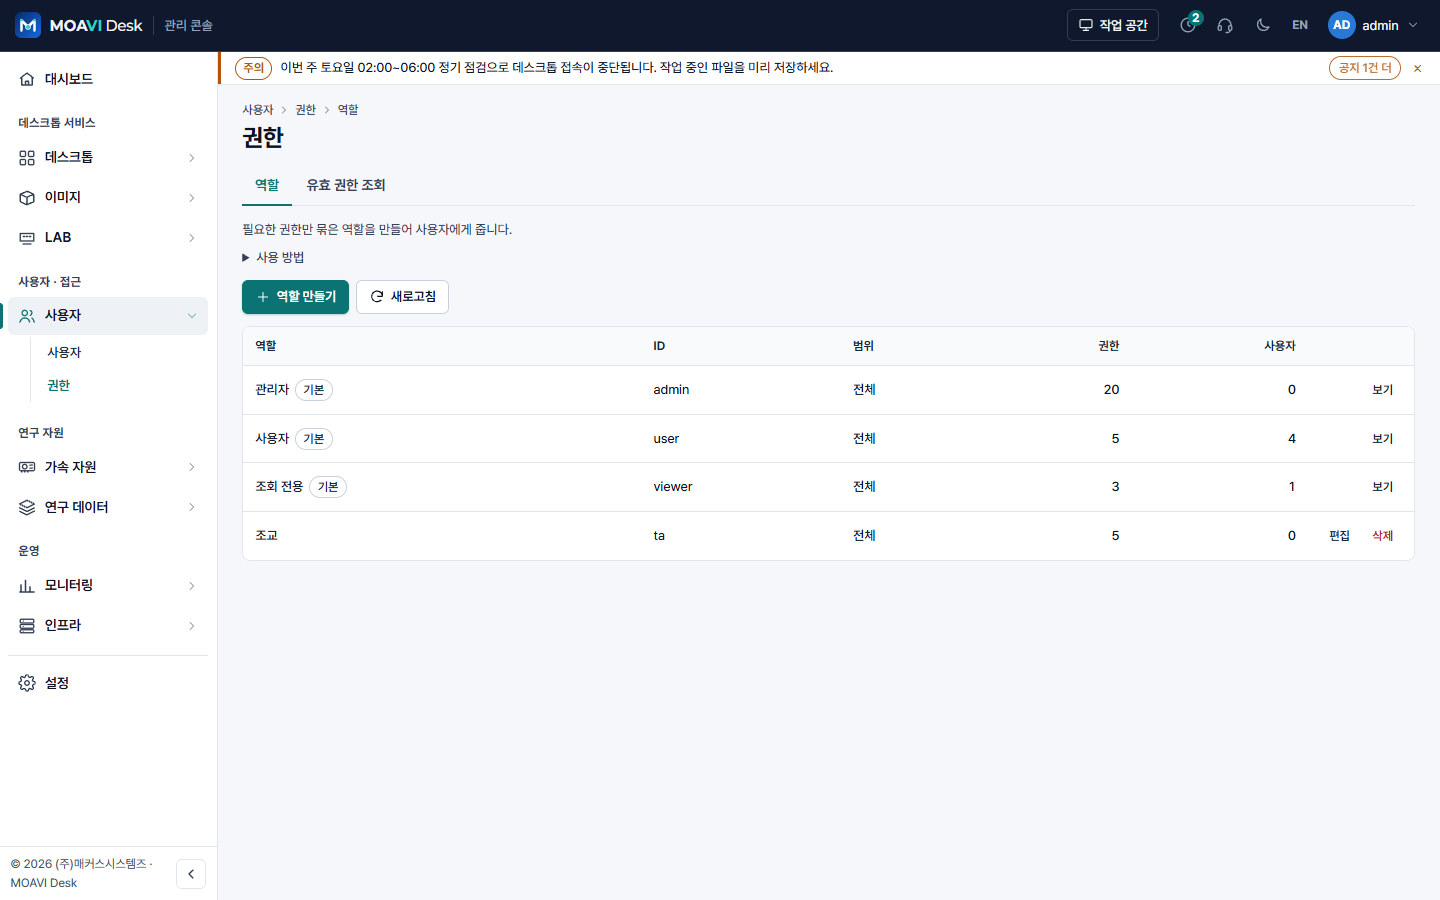 MOAVI Desk 관리 콘솔 작업 공간 2 EN AD admin
주의 이번 주 토요일 02:00~06:00 정기 점검으로 데스크톱 접속이 중단됩니다. 작업 중인 파일을 미리 저장하세요. 공지 1건 더
대시보드
데스크톱 서비스
데스크톱
이미지
LAB
사용자 · 접근
사용자
사용자
권한
연구 자원
가속 자원
연구 데이터
운영
모니터링
인프라
설정
© 2026 (주)매커스시스템즈 ·
MOAVI Desk
사용자 > 권한 > 역할
권한
역할 유효 권한 조회
필요한 권한만 묶은 역할을 만들어 사용자에게 줍니다.
사용 방법
역할 만들기 새로고침
역할 ID 범위 권한 사용자
관리자 기본 admin 전체 20 0 보기
사용자 기본 user 전체 5 4 보기
조회 전용 기본 viewer 전체 3 1 보기
조교 ta 전체 5 0 편집 삭제